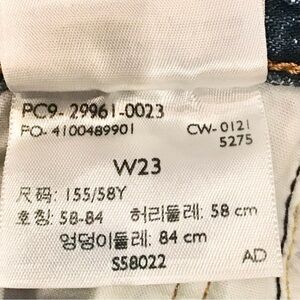 PC9- 29961-0023
PO- 4100489901 CW- 0121
5275
W23
尺码: 155/58Y
호칭: 58-84 허리둘레: 58 cm
엉덩이둘레: 84 cm
S58022 AD